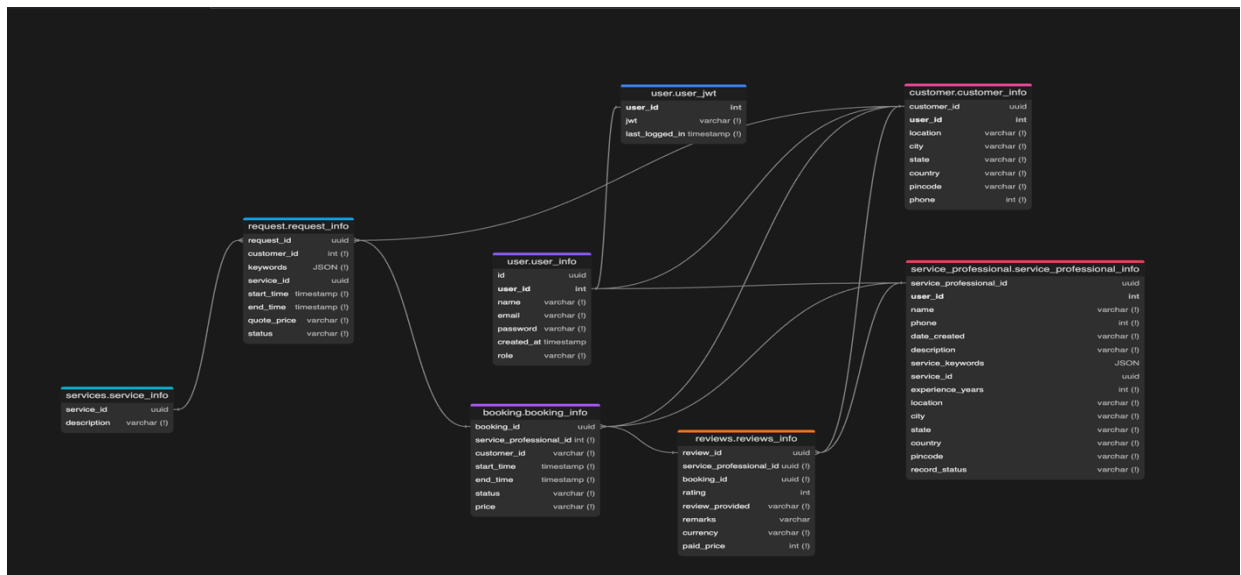 user.user_jwt
user_id int
jwt varchar (!)
last_logged_in timestamp (!)
customer.customer_info
customer_id uuid
user_id int
location varchar (!)
city varchar (!)
state varchar (!)
country varchar (!)
pincode varchar (!)
phone int (!)
request.request_info
request_id uuid
customer_id int (!)
keywords JSON (!)
service_id uuid
start_time timestamp (!)
end_time timestamp (!)
quote_price varchar (!)
status varchar (!)
user.user_info
id uuid
user_id int
name varchar (!)
email varchar (!)
password varchar (!)
created_at timestamp
role varchar (!)
service_professional.service_professional_info
service_professional_id uuid
user_id int
name varchar (!)
phone int (!)
date_created varchar (!)
description varchar (!)
service_keywords JSON
service_id uuid
experience_years int (!)
location varchar (!)
city varchar (!)
state varchar (!)
country varchar (!)
pincode varchar (!)
record_status varchar (!)
services.service_info
service_id uuid
description varchar (!)
booking.booking_info
booking_id uuid
service_professional_id int (!)
customer_id varchar (!)
start_time timestamp (!)
end_time timestamp (!)
status varchar (!)
price varchar (!)
reviews.reviews_info
review_id uuid
service_professional_id uuid (!)
booking_id uuid (!)
rating int
review_provided varchar (!)
remarks varchar
currency varchar (!)
paid_price int (!)